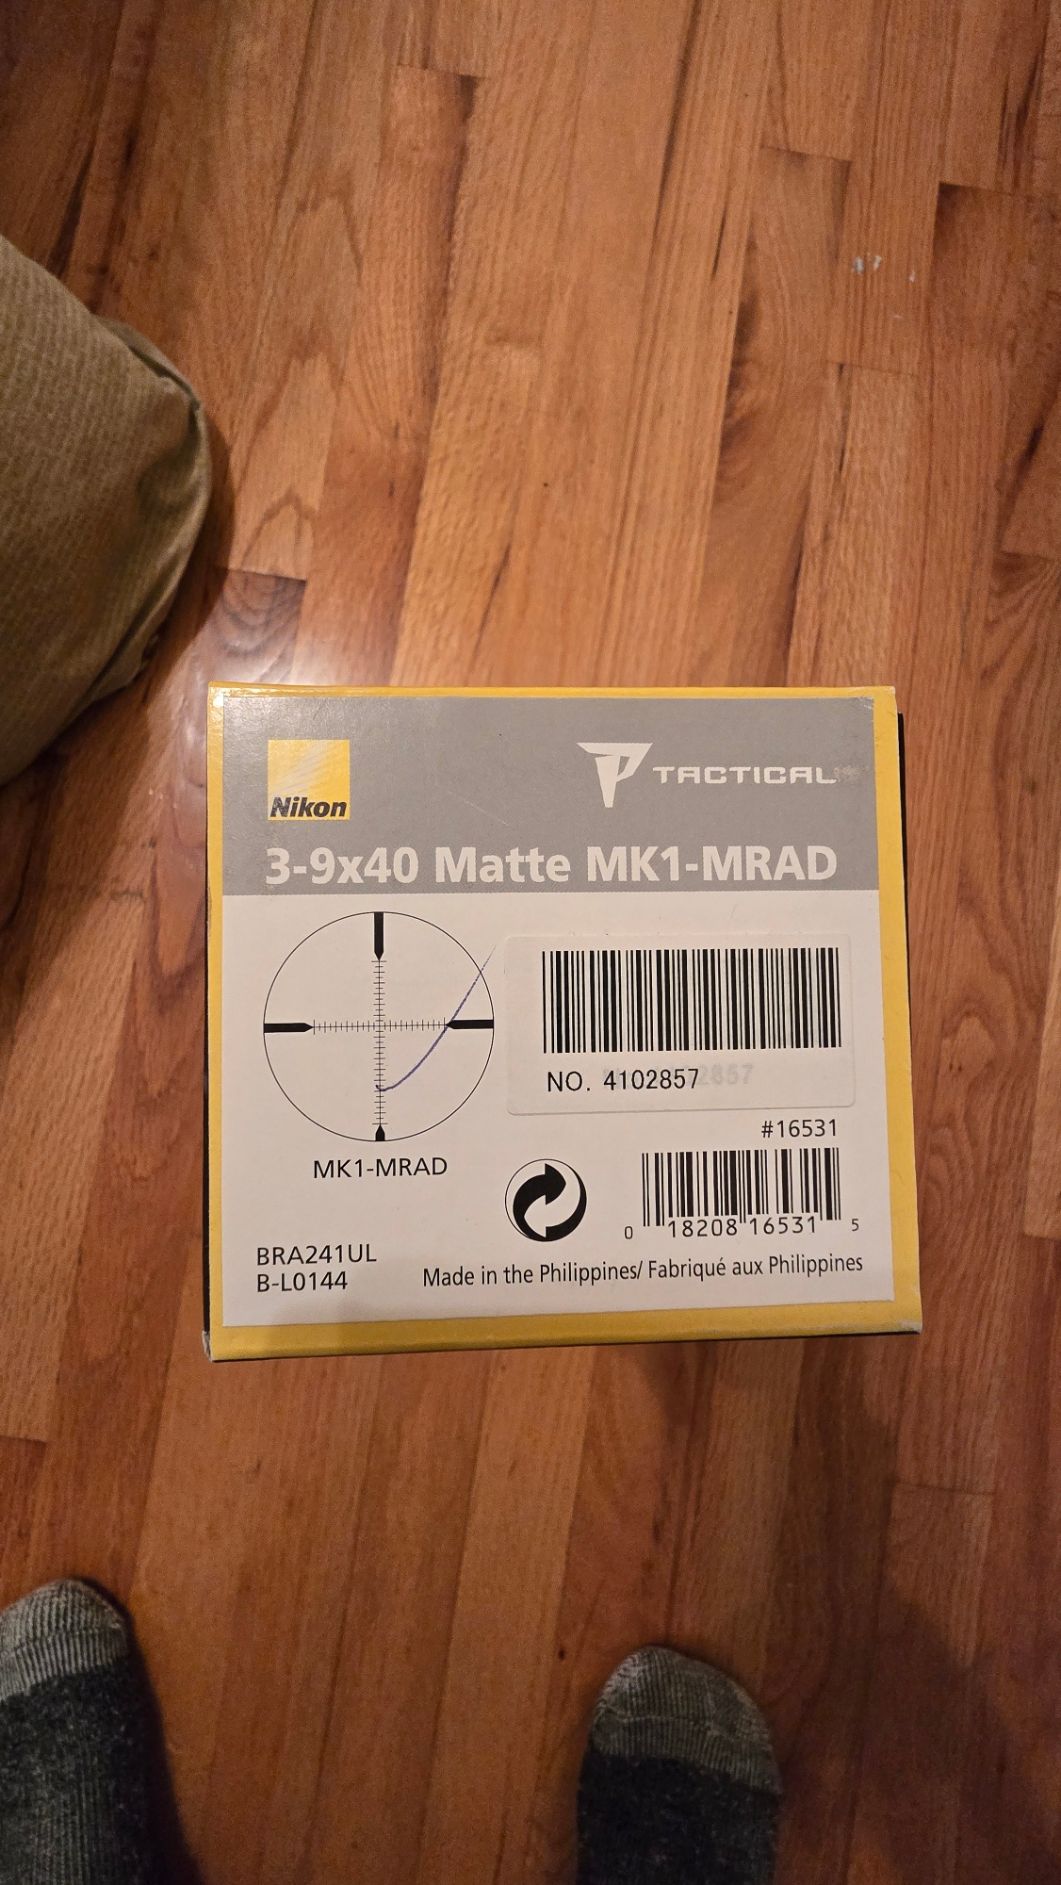 Nikon
P TACTICAL
3-9x40 Matte MK1-MRAD
NO. 4102857
#16531
MK1-MRAD
0 18208 16531 5
BRA241UL
B-L0144
Made in the Philippines/ Fabriqué aux Philippines